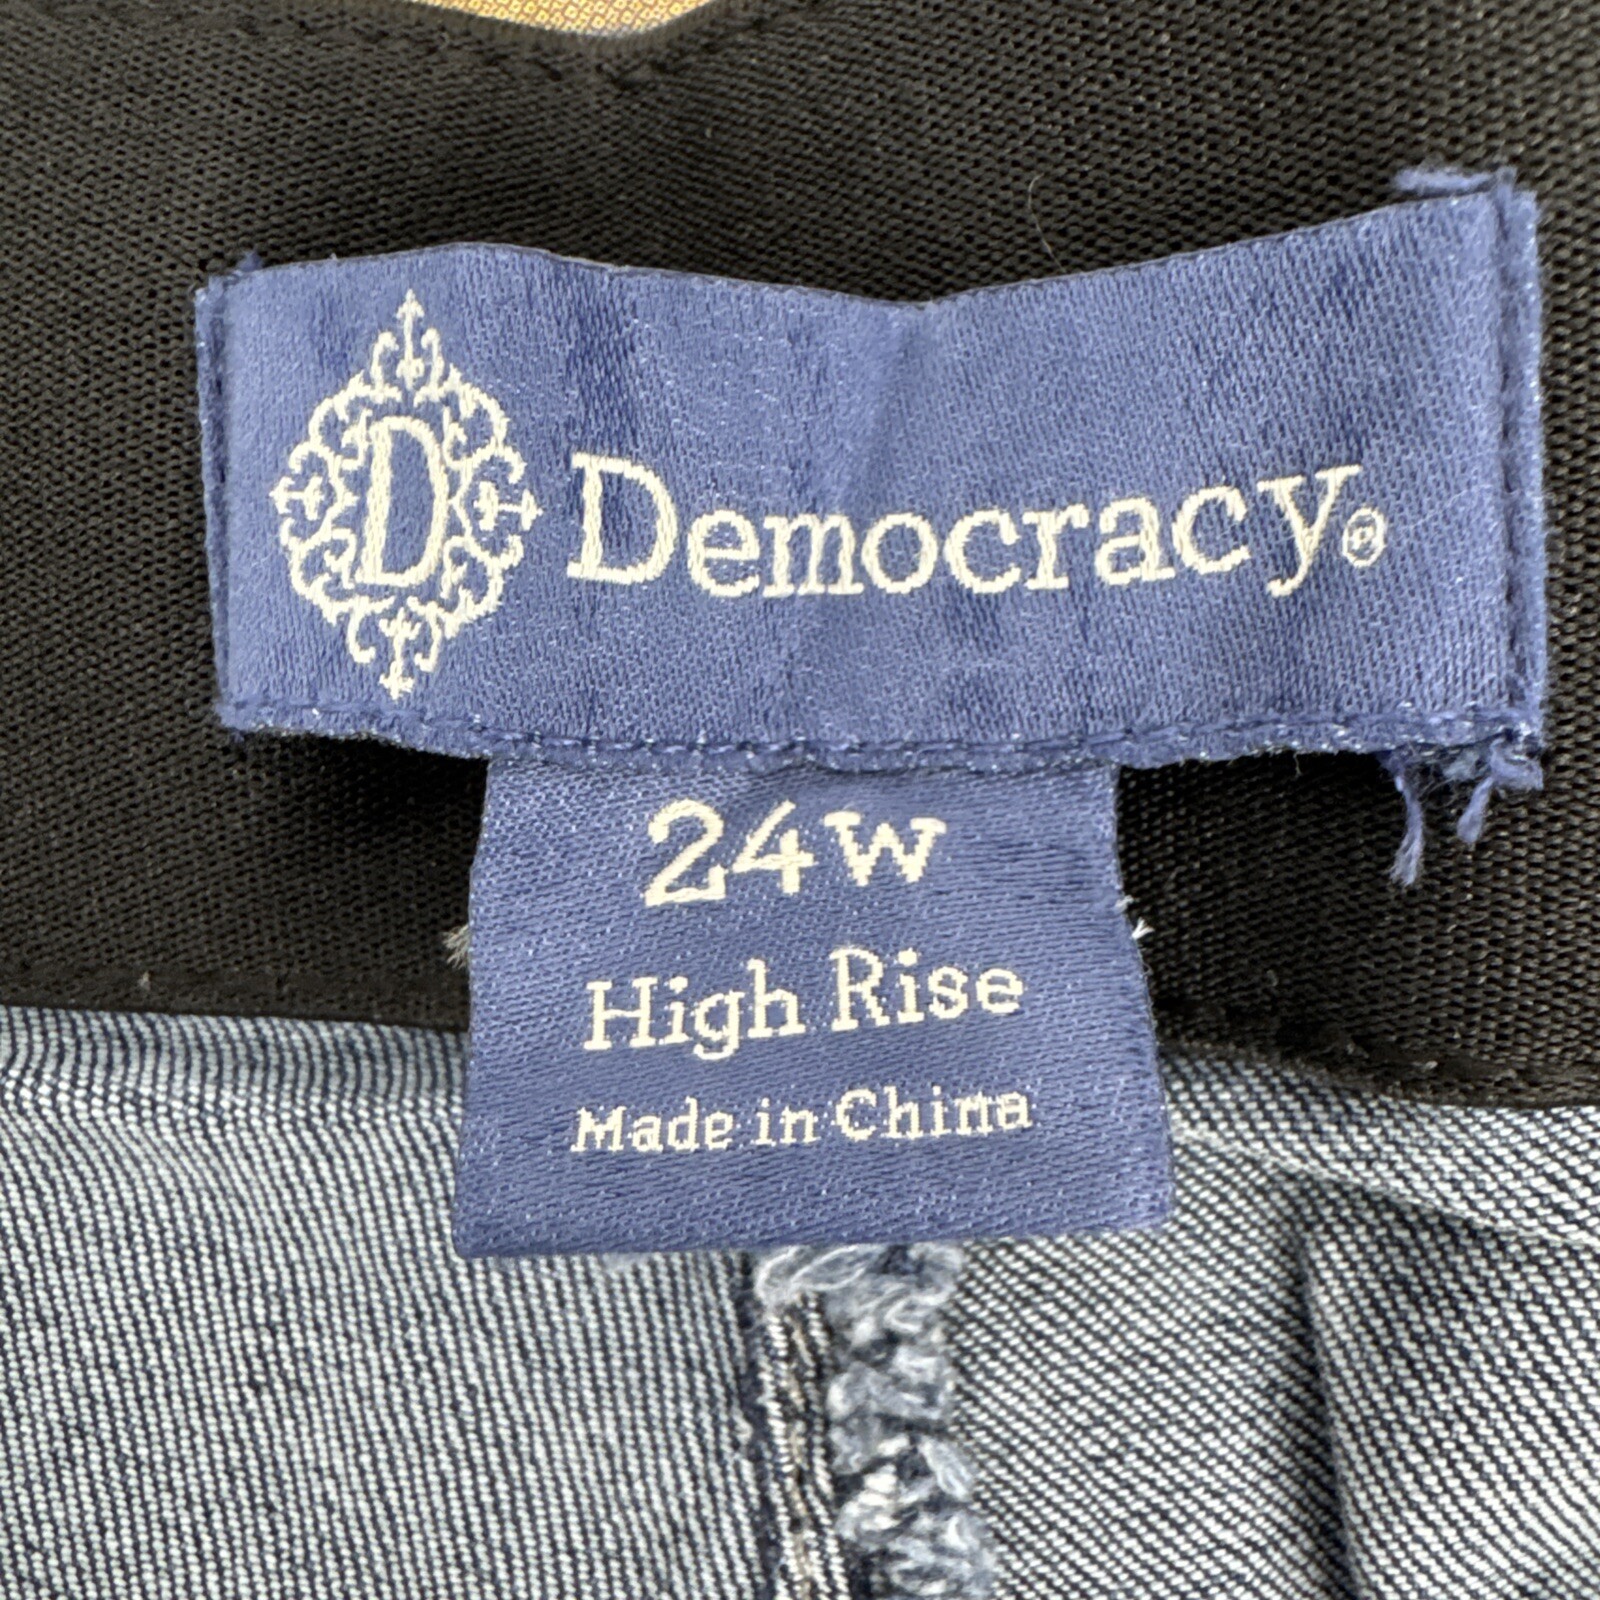 D Democracy®
24W
High Rise
Made in China